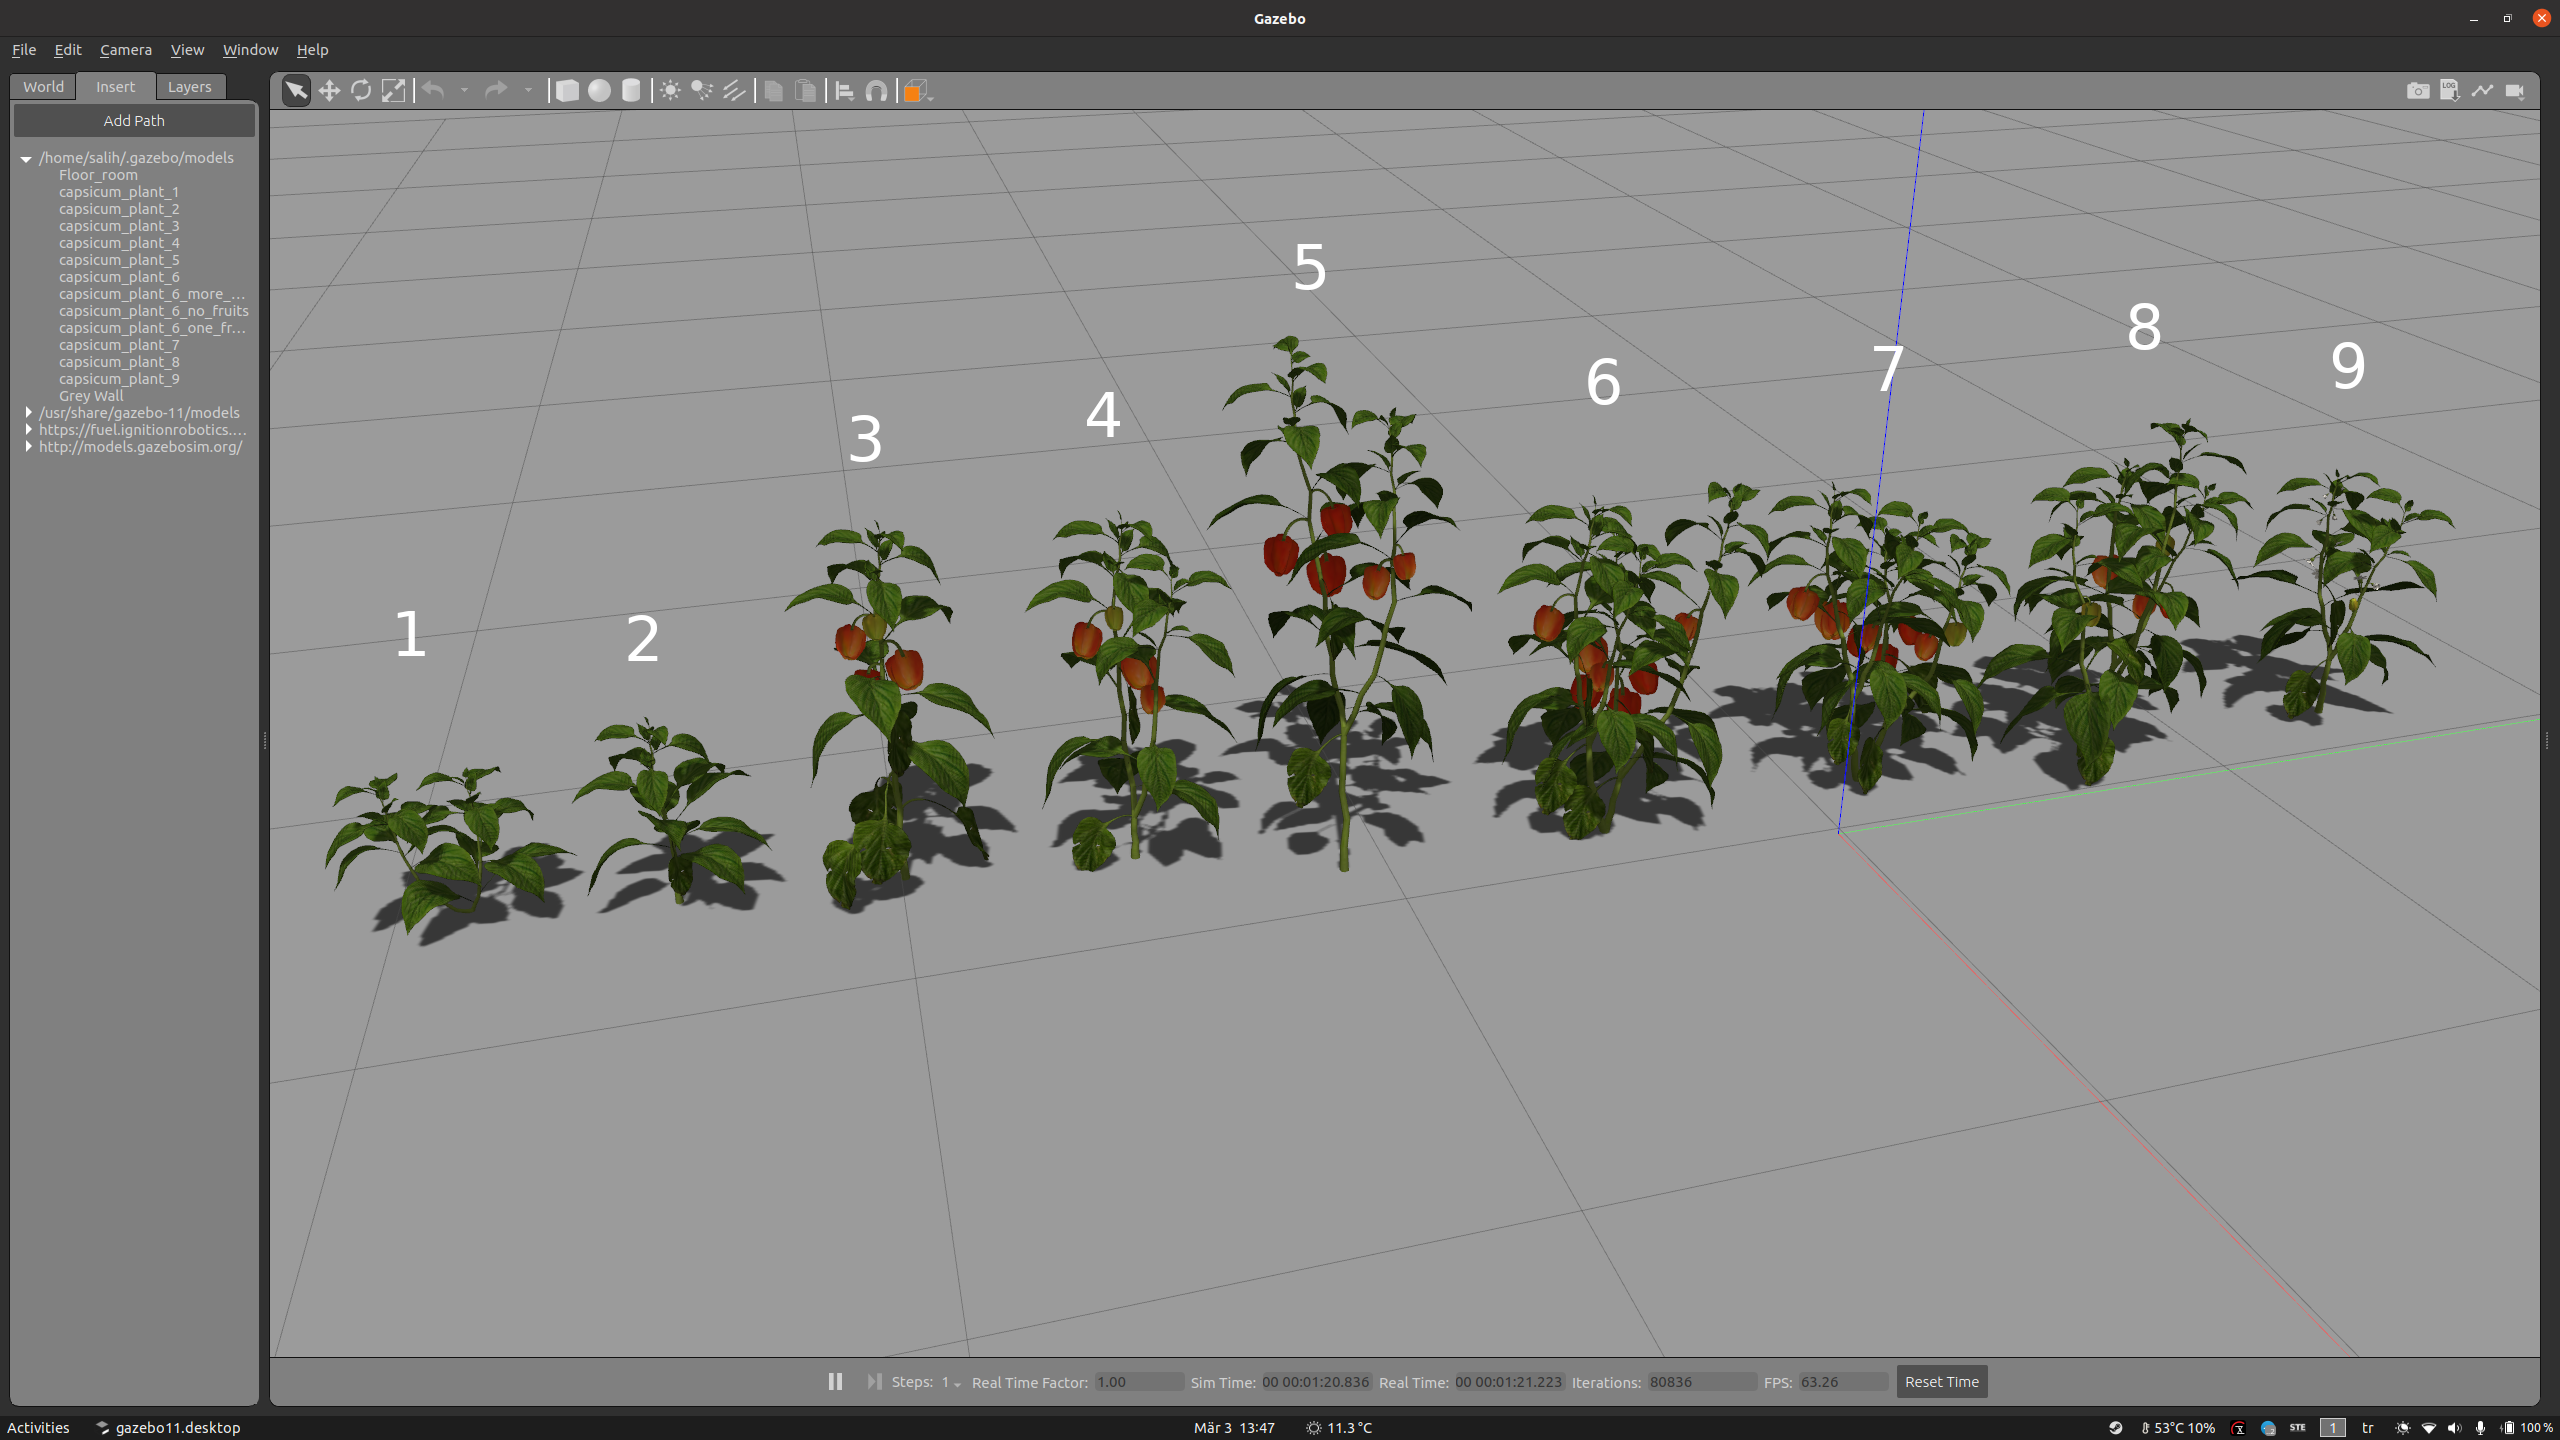 Gazebo
File Edit Camera View Window Help
World Insert Layers
Add Path
/home/salih/.gazebo/models
Floor_room
capsicum_plant_1
capsicum_plant_2
capsicum_plant_3
capsicum_plant_4
capsicum_plant_5
capsicum_plant_6
capsicum_plant_6_more_...
capsicum_plant_6_no_fruits
capsicum_plant_6_one_fr...
capsicum_plant_7
capsicum_plant_8
capsicum_plant_9
Grey Wall
/usr/share/gazebo-11/models
https://fuel.ignitionrobotics....
http://models.gazebosim.org/
LOG
1
2
3
4
5
6
7
8
9
Steps: 1 Real Time Factor: 1.00 Sim Time: 00 00:01:20.836 Real Time: 00 00:01:21.223 Iterations: 80836 FPS: 63.26 Reset Time
Activities gazebo11.desktop Mär 3 13:47 11.3 °C 53°C 10% STE 1 tr 100 %